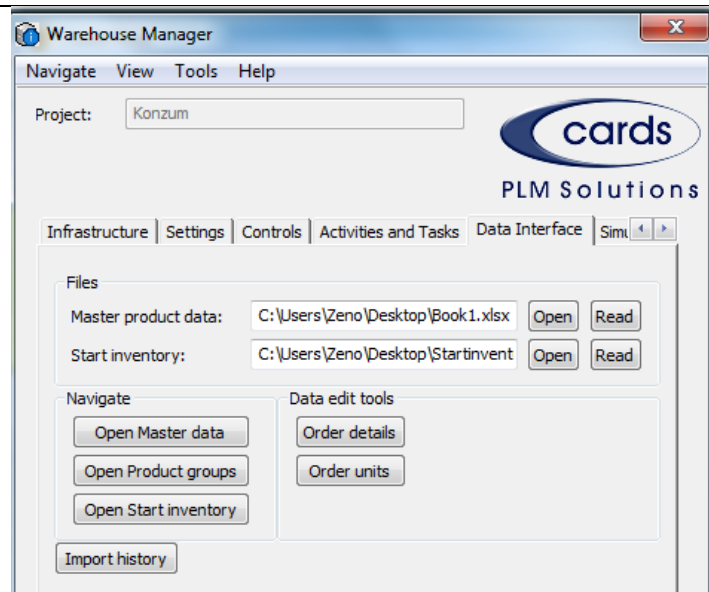 Warehouse Manager
Navigate View Tools Help
Project: Konzum
cards
PLM Solutions
Infrastructure Settings Controls Activities and Tasks Data Interface Simu
Files
Master product data: C:\Users\Zeno\Desktop\Book1.xlsx Open Read
Start inventory: C:\Users\Zeno\Desktop\Startinvent Open Read
Navigate Data edit tools
Open Master data Order details
Open Product groups Order units
Open Start inventory
Import history